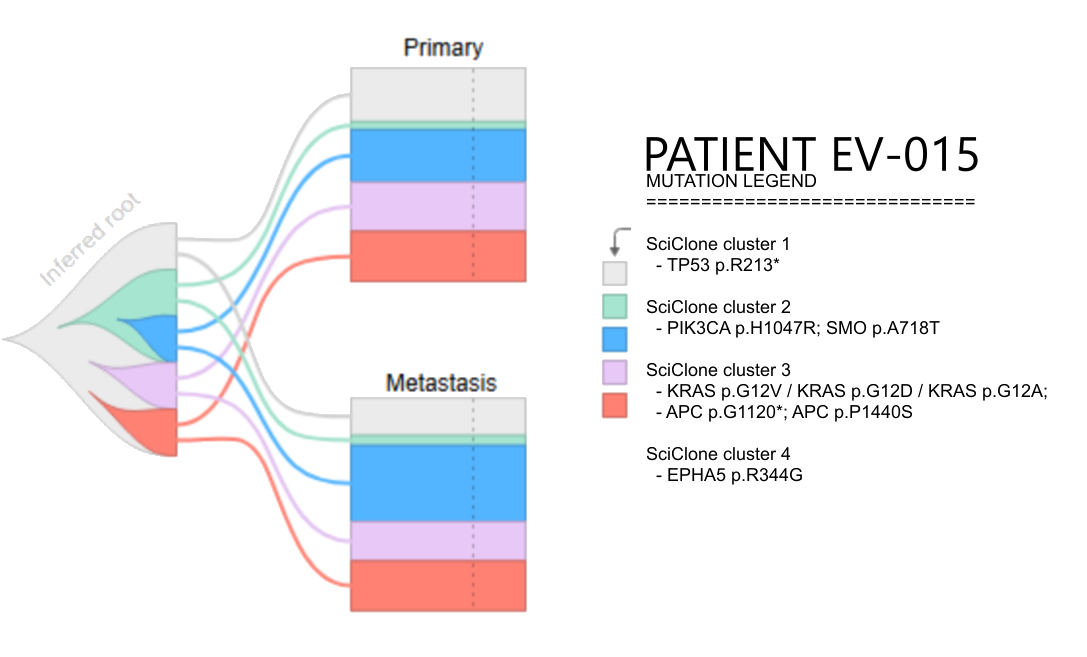 Primary
Inferred root
Metastasis
PATIENT EV-015
MUTATION LEGEND
==============================
SciClone cluster 1
- TP53 p.R213*
SciClone cluster 2
- PIK3CA p.H1047R; SMO p.A718T
SciClone cluster 3
- KRAS p.G12V / KRAS p.G12D / KRAS p.G12A;
- APC p.G1120*; APC p.P1440S
SciClone cluster 4
- EPHA5 p.R344G